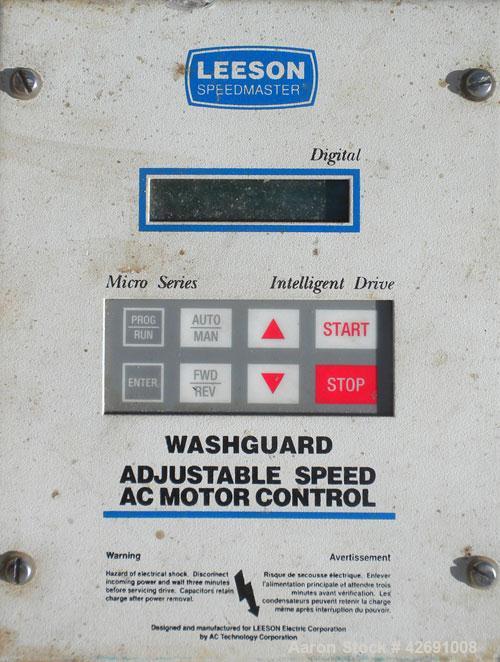 LEESON
SPEEDMASTER
Digital
Micro Series Intelligent Drive
PROG
RUN
AUTO
MAN
START
ENTER
FWD
REV
STOP
WASHGUARD
ADJUSTABLE SPEED
AC MOTOR CONTROL
Warning
Hazard of electrical shock. Disconnect
incoming power and wait three minutes
before servicing drive. Capacitors retain
charge after power removal.
Avertissement
Risque de secousse électrique. Enlever
l'alimentation principale et attendre trois
minutes avant vérification. Les
condensateurs peuvent retenir la charge
même après interruption du pouvoir.
Designed and manufactured for LEESON Electric Corporation
by AC Technology Corporation
Aaron Stock # 42691008